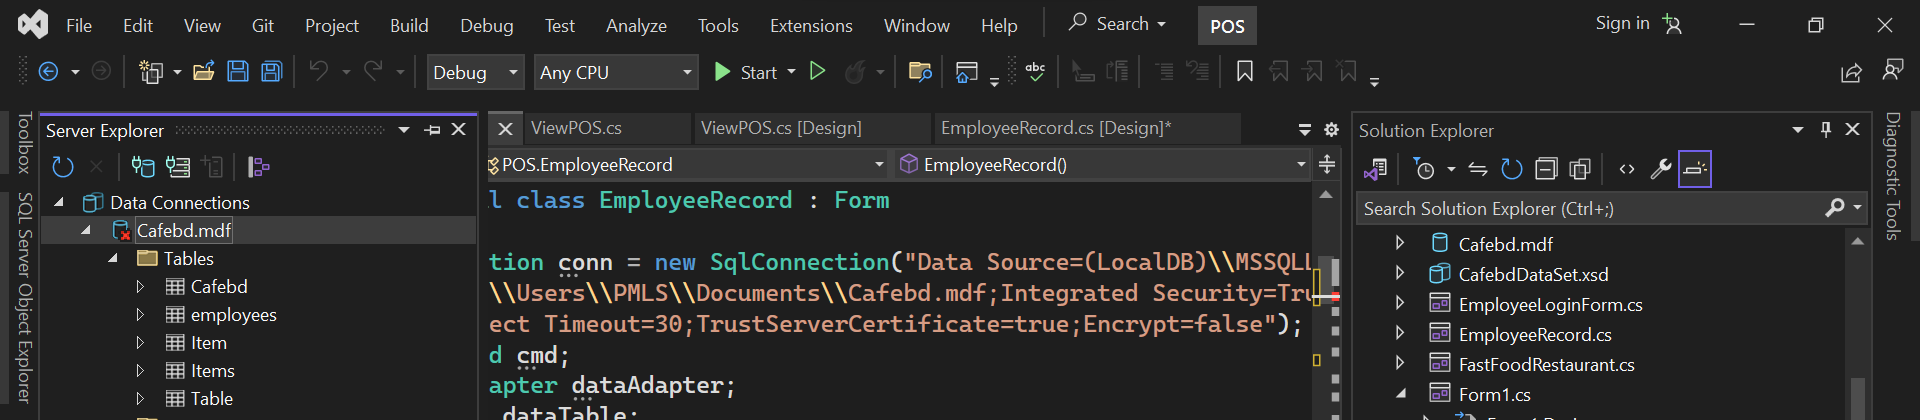 File Edit View Git Project Build Debug Test Analyze Tools Extensions Window Help Search POS Sign in
Debug Any CPU Start abc
Toolbox
SQL Server Object Explorer
Server Explorer
Data Connections
Cafebd.mdf
Tables
Cafebd
employees
Item
Items
Table
ViewPOS.cs ViewPOS.cs [Design] EmployeeRecord.cs [Design]*
POS.EmployeeRecord EmployeeRecord()
l class EmployeeRecord : Form
tion conn = new SqlConnection("Data Source=(LocalDB)\\MSSQLL
\\Users\\PMLS\\Documents\\Cafebd.mdf;Integrated Security=Tru
ect Timeout=30;TrustServerCertificate=true;Encrypt=false");
d cmd;
apter dataAdapter;
dataTable;
Solution Explorer
Search Solution Explorer (Ctrl+;)
Cafebd.mdf
CafebdDataSet.xsd
EmployeeLoginForm.cs
EmployeeRecord.cs
FastFoodRestaurant.cs
Form1.cs
Diagnostic Tools